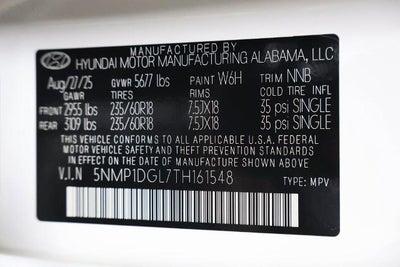 MANUFACTURED BY
HYUNDAI MOTOR MANUFACTURING ALABAMA, LLC
Aug/27/25 GVWR 5677 lbs PAINT W6H TRIM NNB
GAWR TIRES RIMS COLD TIRE INFL
FRONT 2955 lbs 235/60R18 7.5JX18 35 psi SINGLE
REAR 3109 lbs 235/60R18 7.5JX18 35 psi SINGLE
THIS VEHICLE CONFORMS TO ALL APPLICABLE U.S.A. FEDERAL
MOTOR VEHICLE SAFETY AND THEFT PREVENTION STANDARDS
IN EFFECT ON THE DATE OF MANUFACTURE SHOWN ABOVE.
V.I.N 5NMP1DGL7TH161548 TYPE: MPV